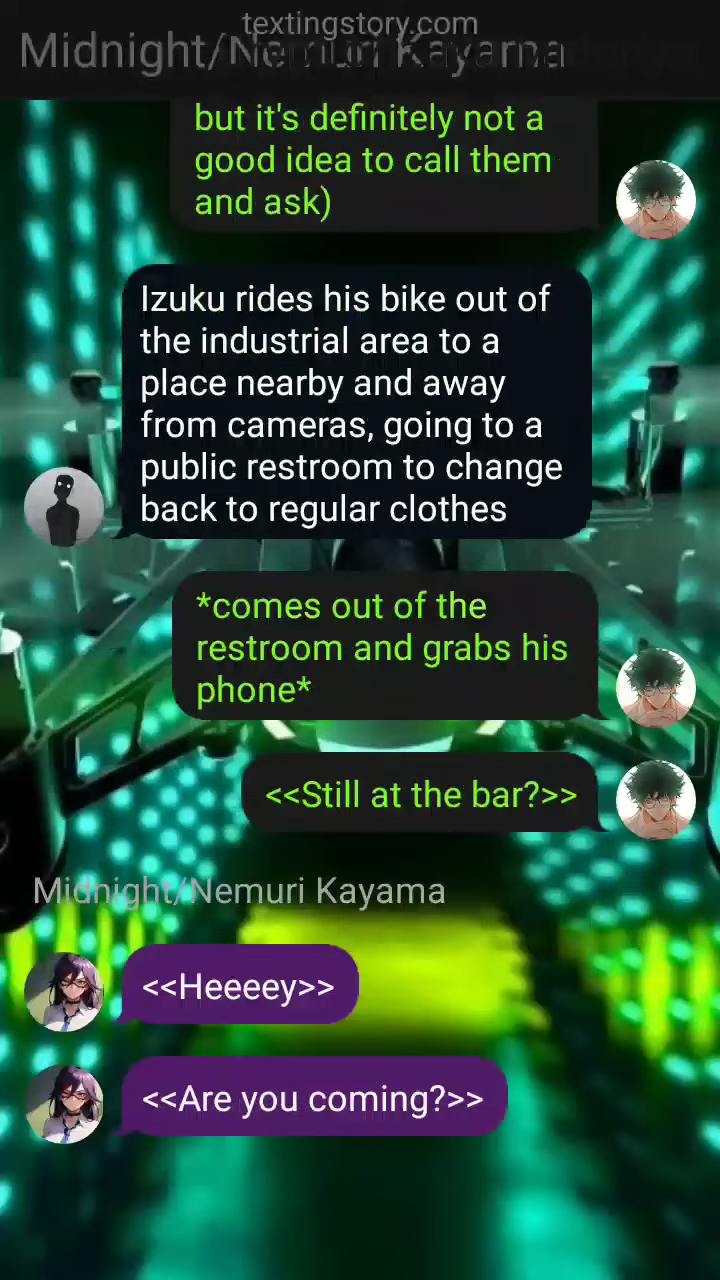 textingstory.com
Midnight/Nemuri Kayama
but it's definitely not a
good idea to call them
and ask)
Izuku rides his bike out of
the industrial area to a
place nearby and away
from cameras, going to a
public restroom to change
back to regular clothes
*comes out of the
restroom and grabs his
phone*
<<Still at the bar?>>
Midnight/Nemuri Kayama
<<Heeeey>>
<<Are you coming?>>